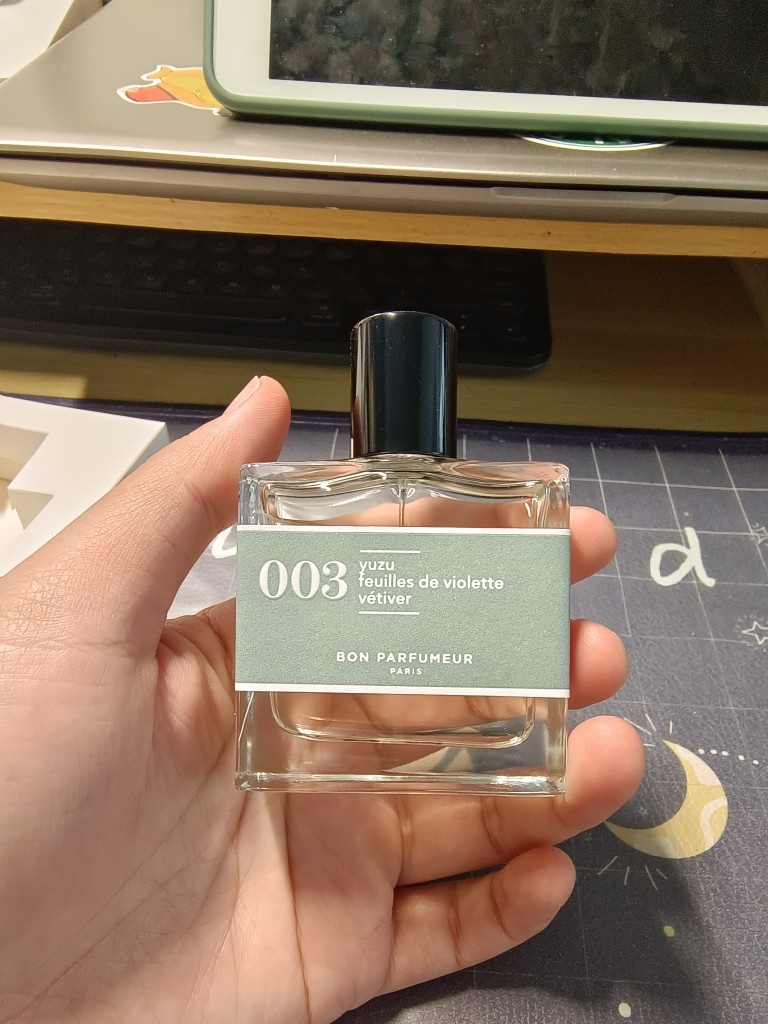 003
yuzu
feuilles de violette
vétiver
BON PARFUMEUR
PARIS
d